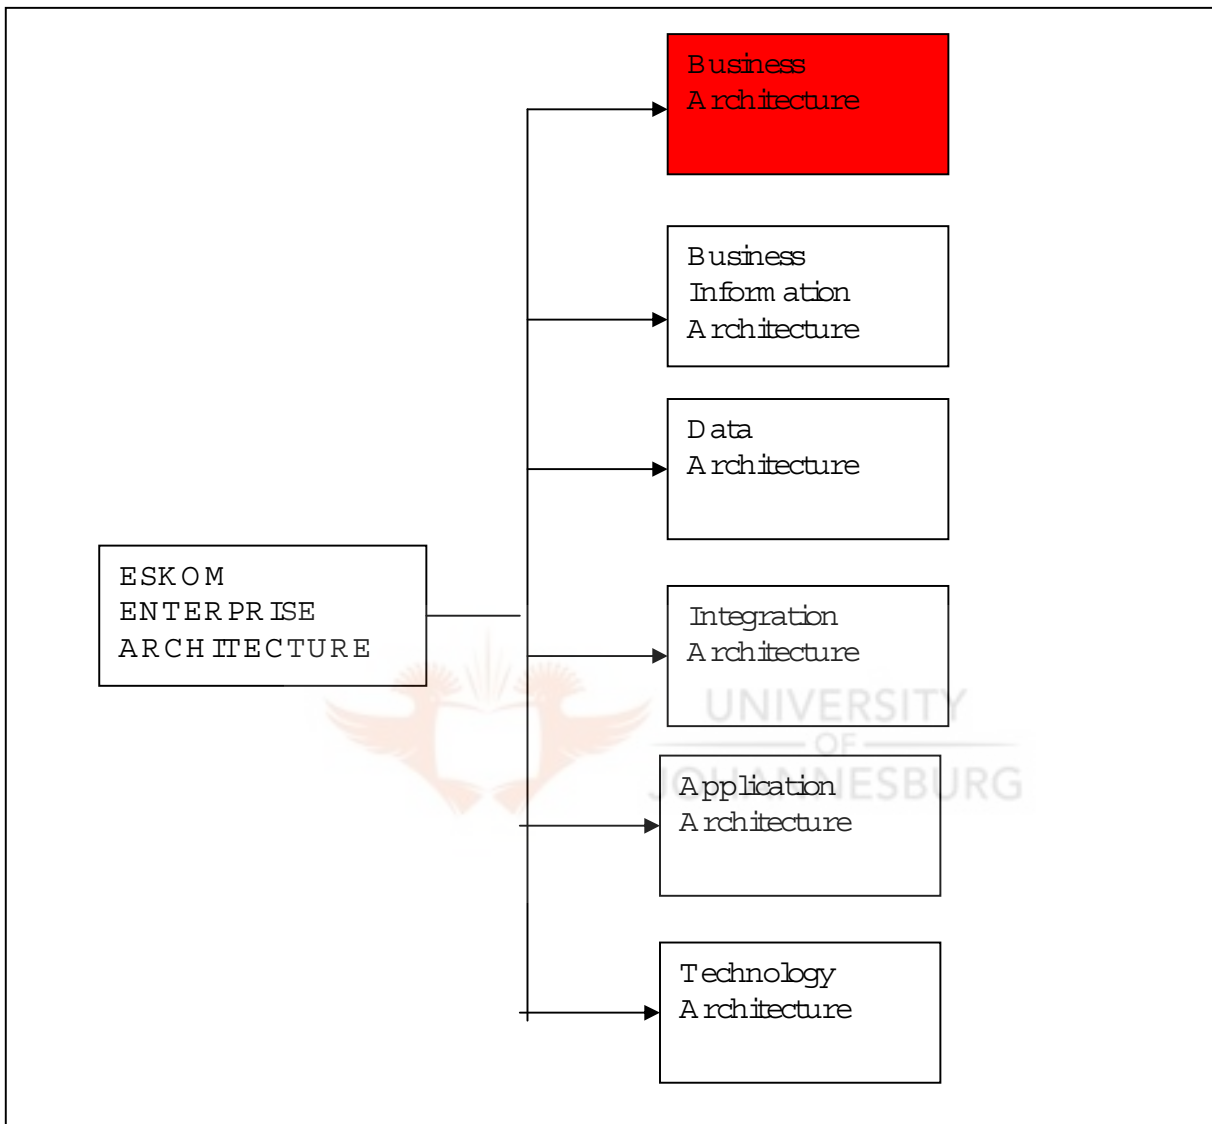 Business
Architecture
Business
Information
Architecture
Data
Architecture
ESKOM
ENTERPRISE
ARCHITECTURE
Integration
Architecture
UNIVERSITY
OF
JOHANNESBURG
Application
Architecture
Technology
Architecture